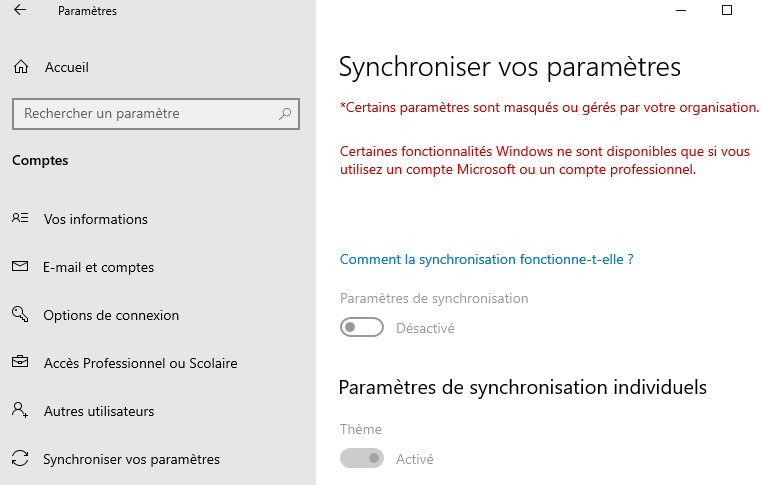 Paramètres
Accueil
Rechercher un paramètre
Comptes
Vos informations
E-mail et comptes
Options de connexion
Accès Professionnel ou Scolaire
Autres utilisateurs
Synchroniser vos paramètres
Synchroniser vos paramètres
*Certains paramètres sont masqués ou gérés par votre organisation.
Certaines fonctionnalités Windows ne sont disponibles que si vous
utilisez un compte Microsoft ou un compte professionnel.
Comment la synchronisation fonctionne-t-elle ?
Paramètres de synchronisation
Désactivé
Paramètres de synchronisation individuels
Thème
Activé